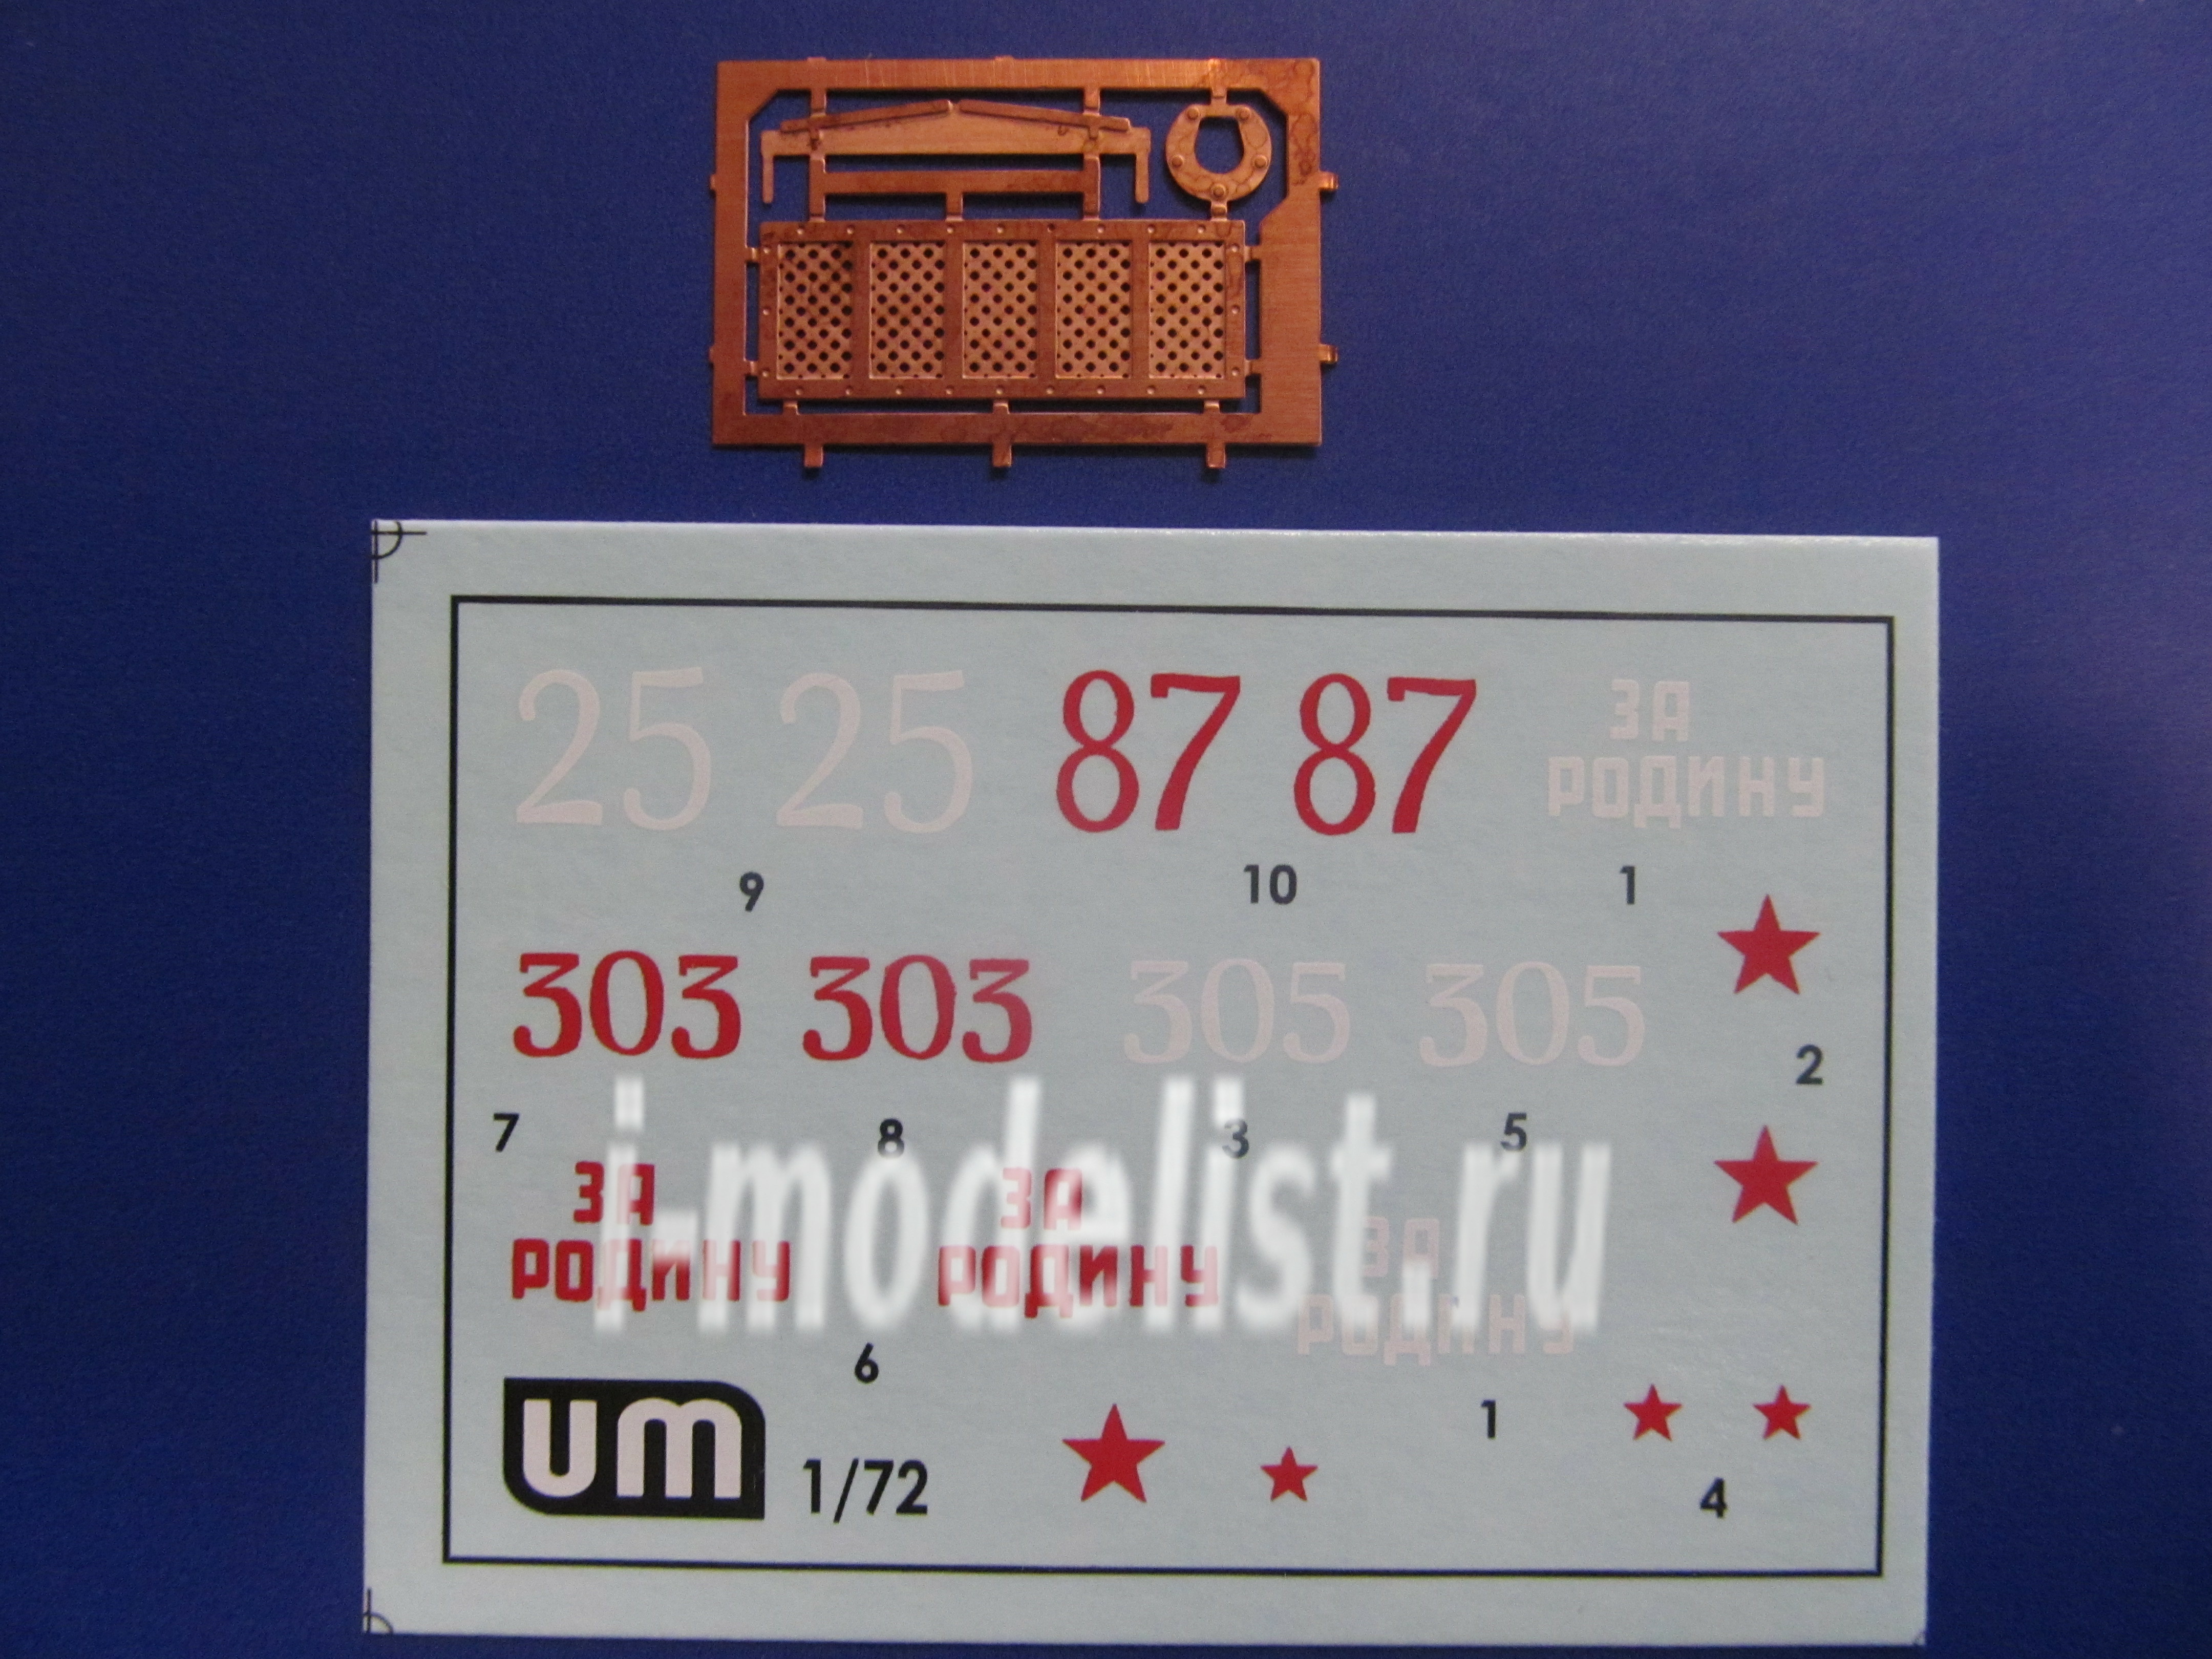 25 25 87 87 ЗА
РОДИНУ
9 10 1
303 303 305 305
2
7 8 3 5
ЗА ЗА ЗА
РОДИНУ РОДИНУ РОДИНУ
i-modelist.ru
6
1
um 1/72
4